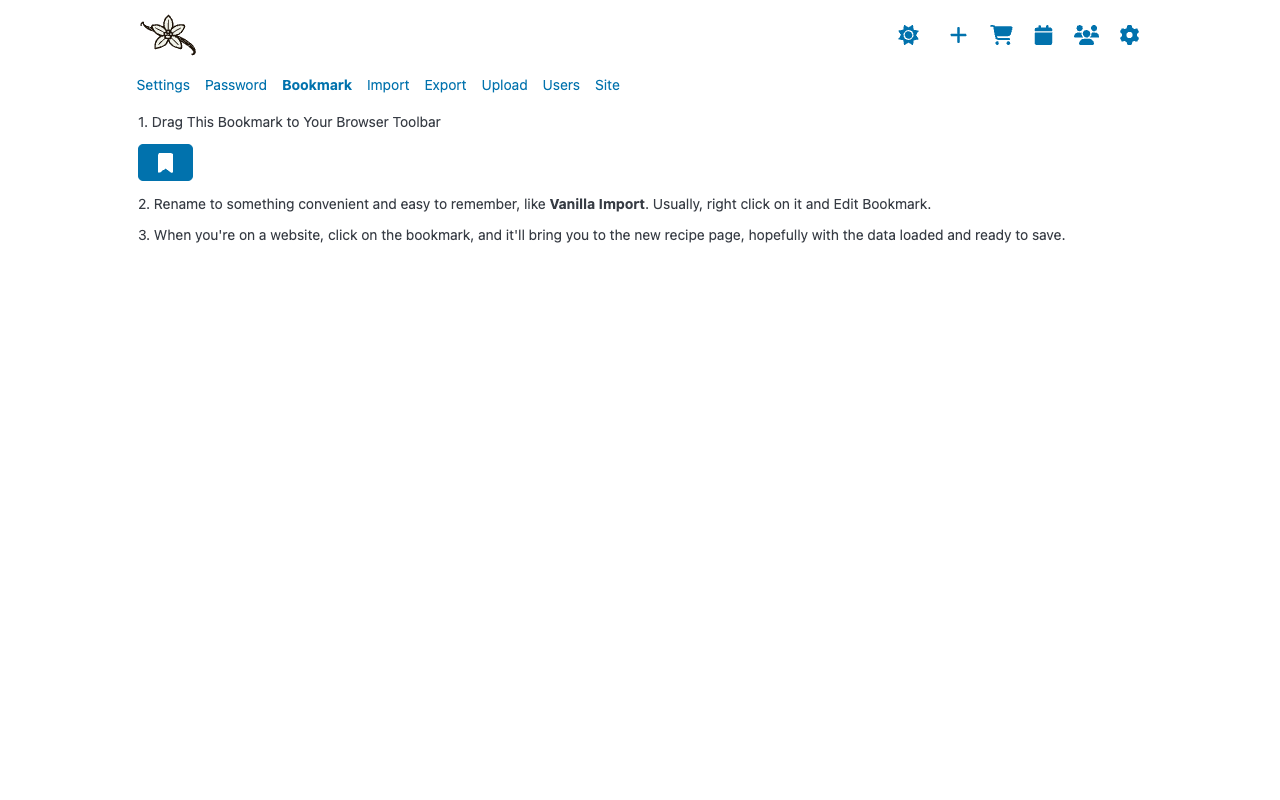 Settings Password Bookmark Import Export Upload Users Site
1. Drag This Bookmark to Your Browser Toolbar
2. Rename to something convenient and easy to remember, like Vanilla Import. Usually, right click on it and Edit Bookmark.
3. When you're on a website, click on the bookmark, and it'll bring you to the new recipe page, hopefully with the data loaded and ready to save.